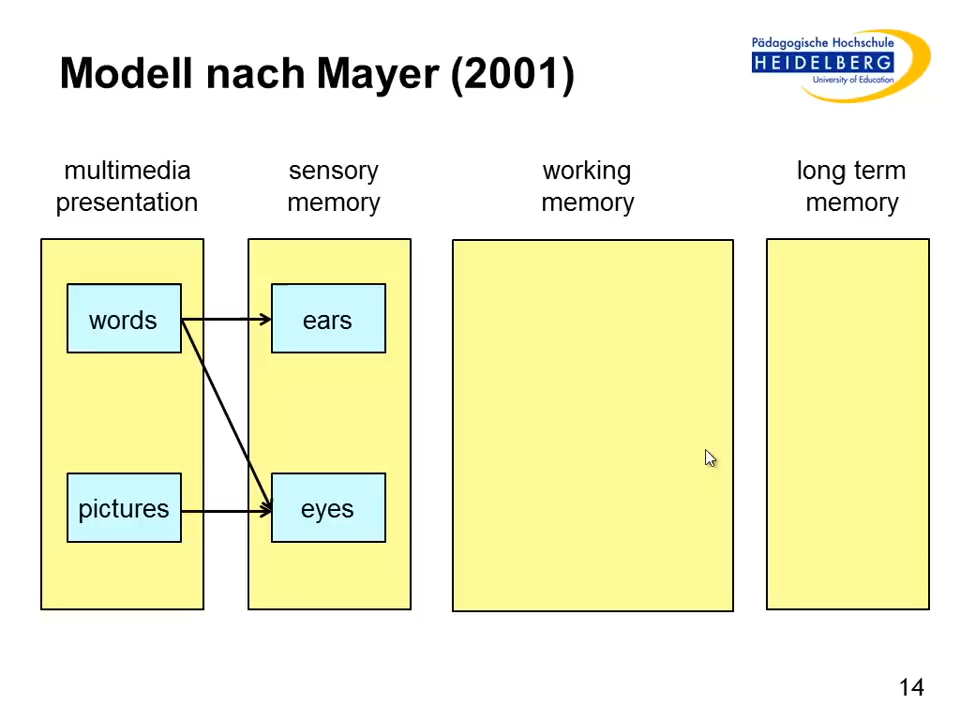 Modell nach Mayer (2001)
Pädagogische Hochschule
HEIDELBERG
University of Education
multimedia
presentation
sensory
memory
working
memory
long term
memory
words
ears
pictures
eyes
14